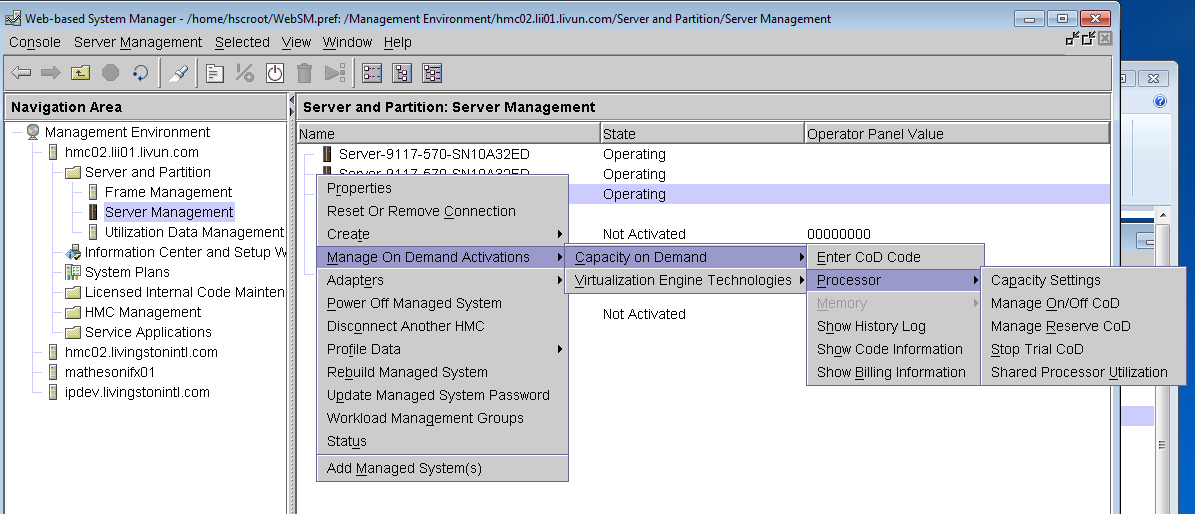 Web-based System Manager - /home/hscroot/WebSM.pref: /Management Environment/hmc02.lii01.livun.com/Server and Partition/Server Management
Console Server Management Selected View Window Help
Navigation Area
Management Environment
hmc02.lii01.livun.com
Server and Partition
Frame Management
Server Management
Utilization Data Management
Information Center and Setup W
System Plans
Licensed Internal Code Mainten
HMC Management
Service Applications
hmc02.livingstonintl.com
mathesonifx01
ipdev.livingstonintl.com
Server and Partition: Server Management
Name State Operator Panel Value
Server-9117-570-SN10A32ED Operating
Server-9117-570-SN10A32ED Operating
Operating
Not Activated 00000000
Not Activated
Properties
Reset Or Remove Connection
Create
Manage On Demand Activations
Adapters
Power Off Managed System
Disconnect Another HMC
Profile Data
Rebuild Managed System
Update Managed System Password
Workload Management Groups
Status
Add Managed System(s)
Capacity on Demand
Virtualization Engine Technologies
Enter CoD Code
Processor
Memory
Show History Log
Show Code Information
Show Billing Information
Capacity Settings
Manage On/Off CoD
Manage Reserve CoD
Stop Trial CoD
Shared Processor Utilization